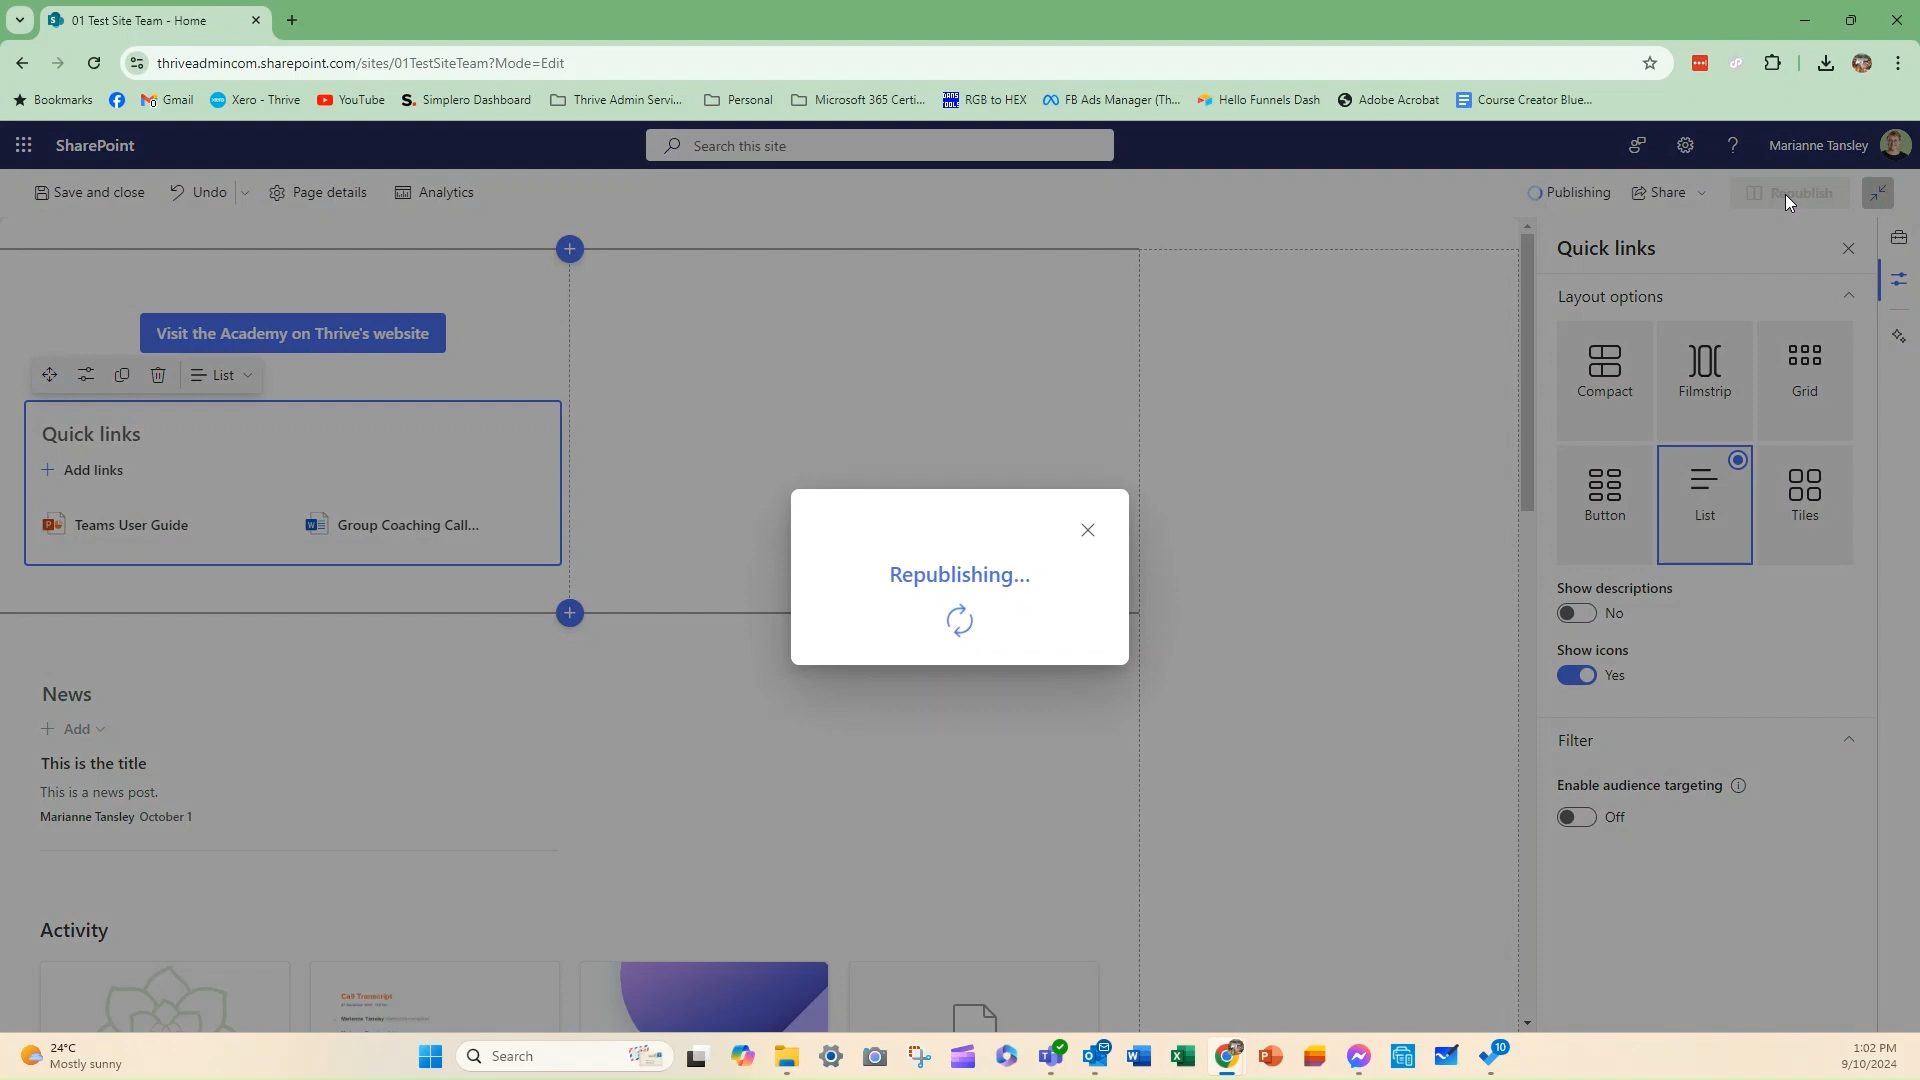 01 Test Site Team - Home
thriveadmincom.sharepoint.com/sites/01TestSiteTeam?Mode=Edit
Bookmarks
Gmail
Xero - Thrive
YouTube
Simplero Dashboard
Thrive Admin Servi...
Personal
Microsoft 365 Certi...
RGB to HEX
FB Ads Manager (Th...
Hello Funnels Dash
Adobe Acrobat
Course Creator Blue...
SharePoint
Search this site
Marianne Tansley
Save and close
Undo
Page details
Analytics
Publishing
Share
Republish
Visit the Academy on Thrive's website
List
Quick links
Add links
Teams User Guide
Group Coaching Call...
News
Add
This is the title
This is a news post.
Marianne Tansley October 1
Activity
Call Transcript
Republishing...
Quick links
Layout options
Compact
Filmstrip
Grid
Button
List
Tiles
Show descriptions
No
Show icons
Yes
Filter
Enable audience targeting
Off
24°C
Mostly sunny
Search
10
1:02 PM
9/10/2024